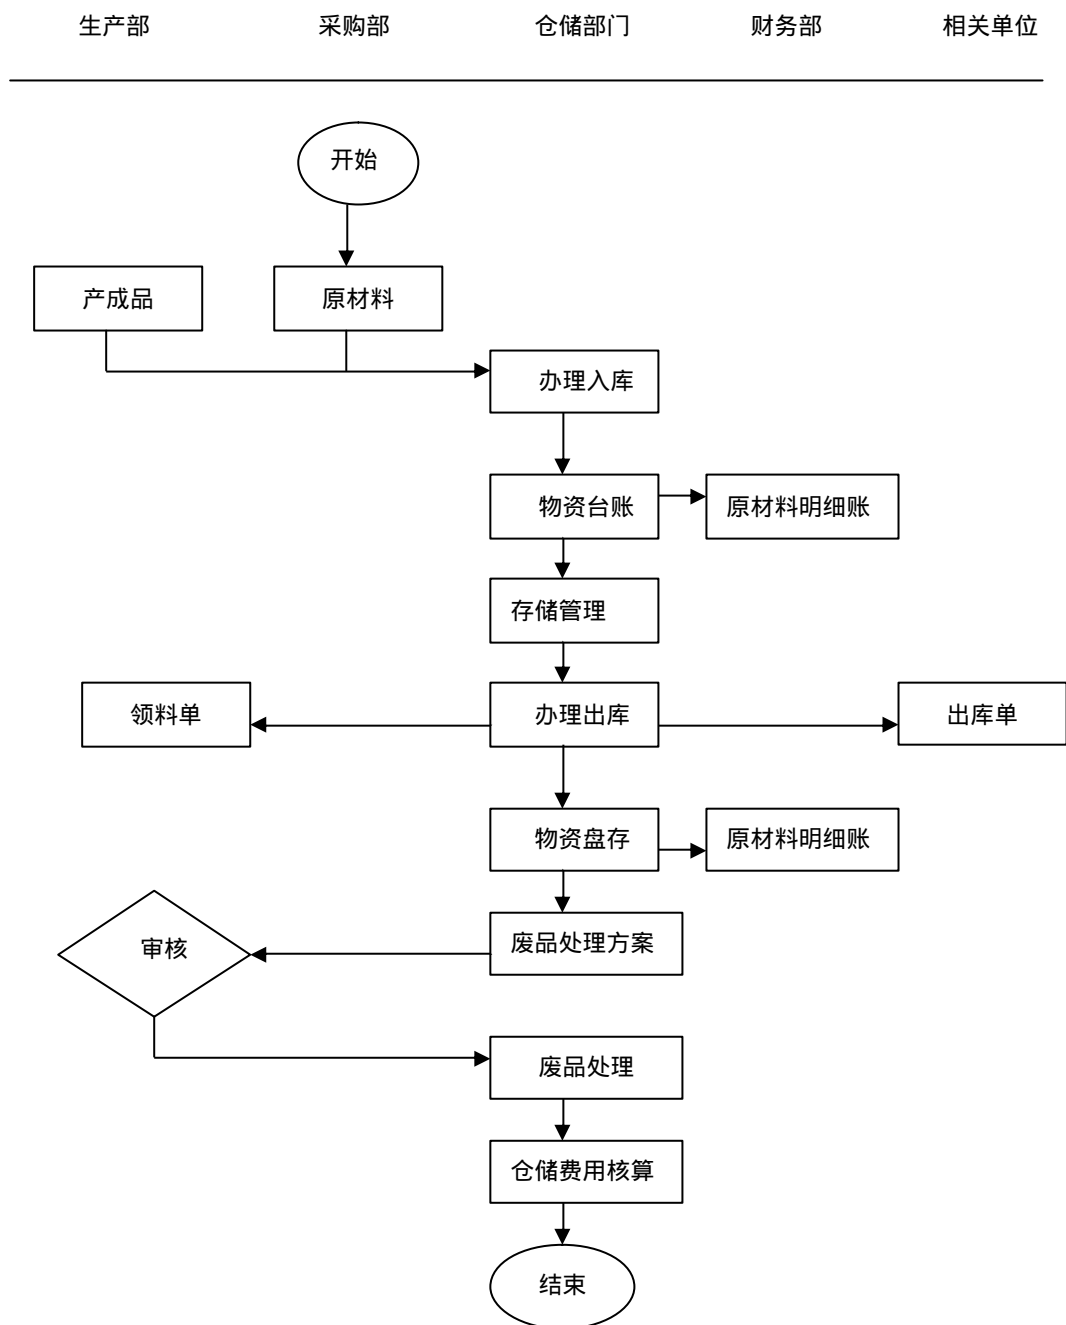 生产部 采购部 仓储部门 财务部 相关单位
开始
产成品 原材料
办理入库
物资台账 原材料明细账
存储管理
领料单 办理出库 出库单
物资盘存 原材料明细账
审核 废品处理方案
废品处理
仓储费用核算
结束